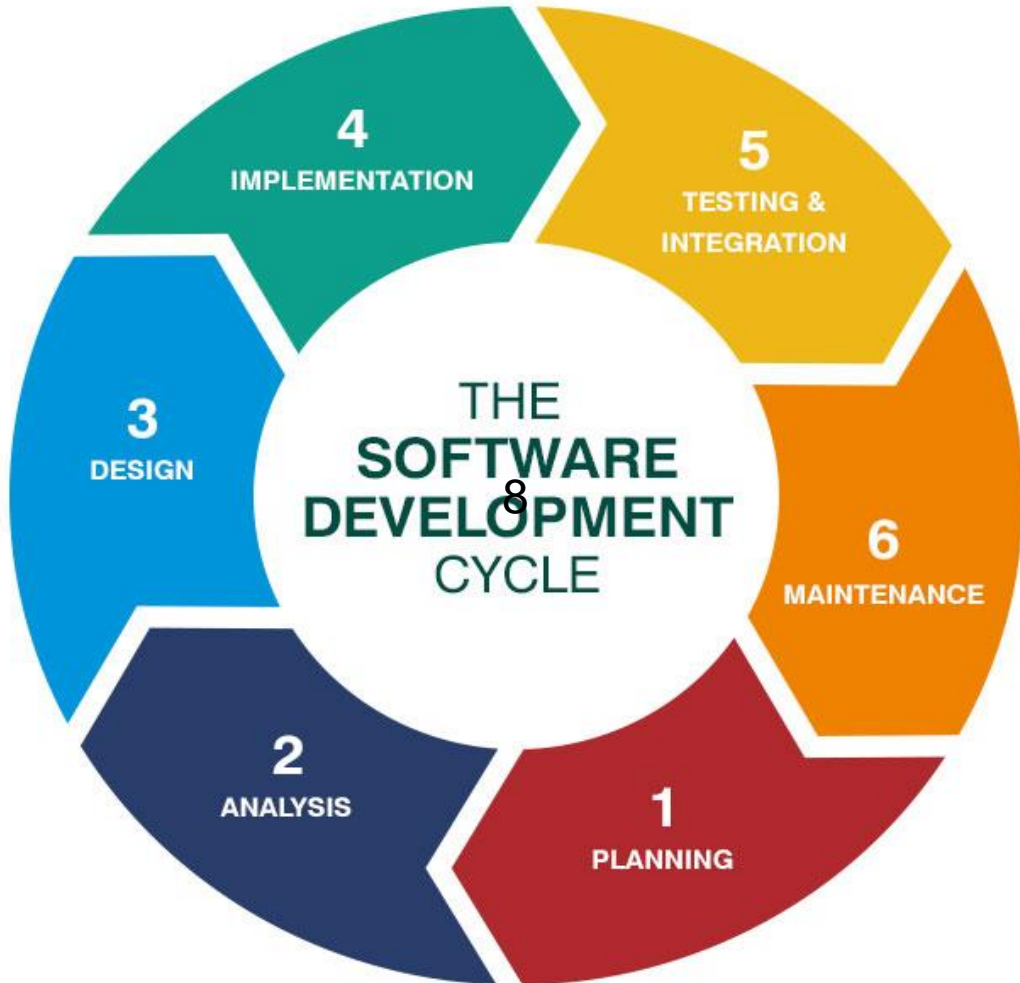 4
IMPLEMENTATION
5
TESTING &
INTEGRATION
3
DESIGN
THE
SOFTWARE
8
DEVELOPMENT
CYCLE
6
MAINTENANCE
2
ANALYSIS
1
PLANNING